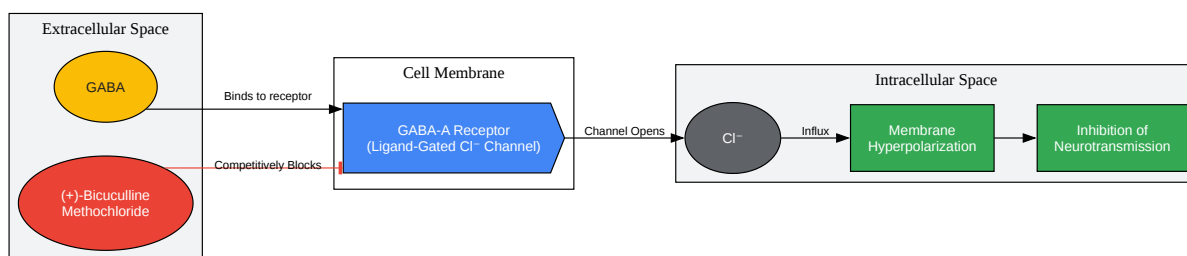 Extracellular Space
GABA
(+)-Bicuculline
Methochloride
Binds to receptor
Competitively Blocks
Cell Membrane
GABA-A Receptor
(Ligand-Gated Cl⁻ Channel)
Channel Opens
Intracellular Space
Cl⁻
Influx
Membrane
Hyperpolarization
Inhibition of
Neurotransmission